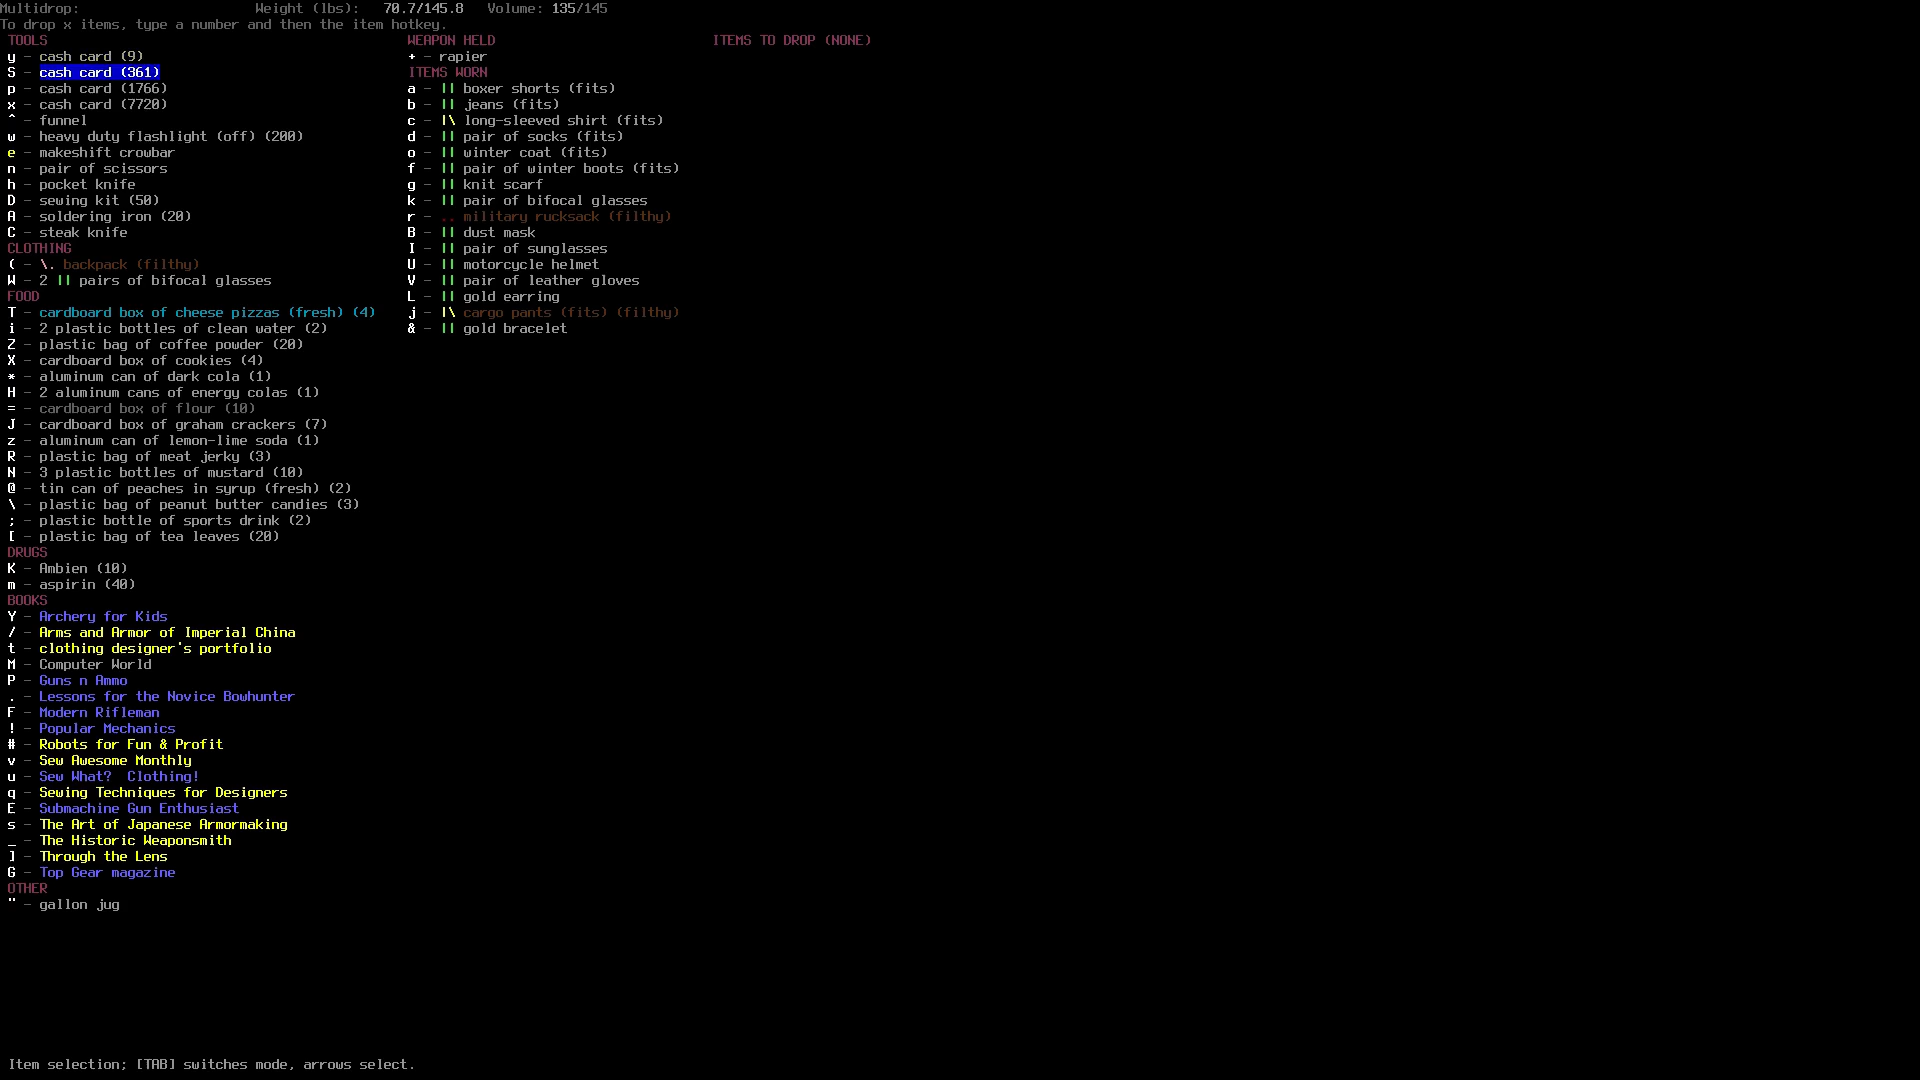 Multidrop: Weight (lbs): 70.7/145.8 Volume: 135/145
To drop x items, type a number and then the item hotkey.
TOOLS
y - cash card (9)
S - cash card (361)
p - cash card (1766)
x - cash card (7720)
^ - funnel
w - heavy duty flashlight (off) (200)
e - makeshift crowbar
n - pair of scissors
h - pocket knife
D - sewing kit (50)
A - soldering iron (20)
C - steak knife
CLOTHING
( - \. backpack (filthy)
W - 2 || pairs of bifocal glasses
FOOD
T - cardboard box of cheese pizzas (fresh) (4)
i - 2 plastic bottles of clean water (2)
Z - plastic bag of coffee powder (20)
X - cardboard box of cookies (4)
* - aluminum can of dark cola (1)
H - 2 aluminum cans of energy colas (1)
= - cardboard box of flour (10)
J - cardboard box of graham crackers (7)
z - aluminum can of lemon-lime soda (1)
R - plastic bag of meat jerky (3)
N - 3 plastic bottles of mustard (10)
@ - tin can of peaches in syrup (fresh) (2)
\ - plastic bag of peanut butter candies (3)
; - plastic bottle of sports drink (2)
[ - plastic bag of tea leaves (20)
DRUGS
K - Ambien (10)
m - aspirin (40)
BOOKS
Y - Archery for Kids
/ - Arms and Armor of Imperial China
t - clothing designer's portfolio
M - Computer World
P - Guns n Ammo
. - Lessons for the Novice Bowhunter
F - Modern Rifleman
! - Popular Mechanics
# - Robots for Fun & Profit
v - Sew Awesome Monthly
u - Sew What?  Clothing!
q - Sewing Techniques for Designers
E - Submachine Gun Enthusiast
s - The Art of Japanese Armormaking
_ - The Historic Weaponsmith
] - Through the Lens
G - Top Gear magazine
OTHER
" - gallon jug
WEAPON HELD
+ - rapier
ITEMS WORN
a - || boxer shorts (fits)
b - || jeans (fits)
c - |\ long-sleeved shirt (fits)
d - || pair of socks (fits)
o - || winter coat (fits)
f - || pair of winter boots (fits)
g - || knit scarf
k - || pair of bifocal glasses
r - .. military rucksack (filthy)
B - || dust mask
I - || pair of sunglasses
U - || motorcycle helmet
V - || pair of leather gloves
L - || gold earring
j - |\ cargo pants (fits) (filthy)
& - || gold bracelet
ITEMS TO DROP (NONE)
Item selection; [TAB] switches mode, arrows select.